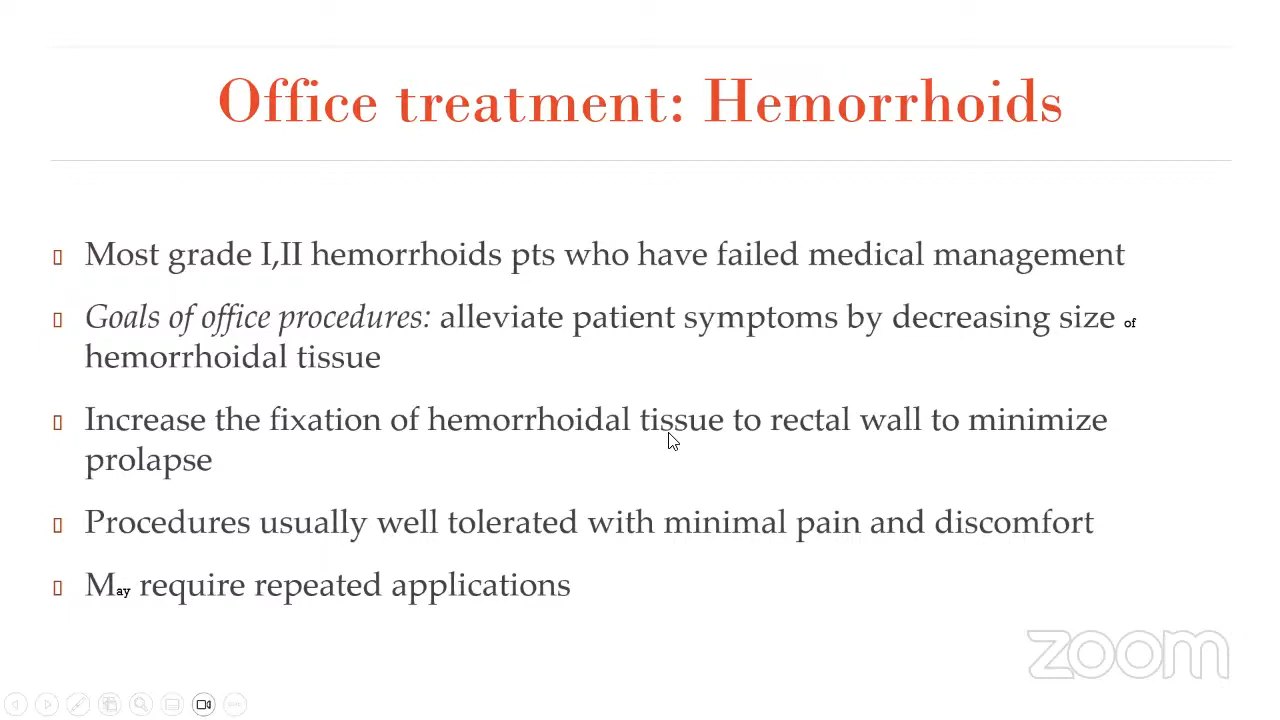 Office treatment: Hemorrhoids
Most grade I,II hemorrhoids pts who have failed medical management
Goals of office procedures: alleviate patient symptoms by decreasing size of
hemorrhoidal tissue
Increase the fixation of hemorrhoidal tissue to rectal wall to minimize
prolapse
Procedures usually well tolerated with minimal pain and discomfort
May require repeated applications
zoom